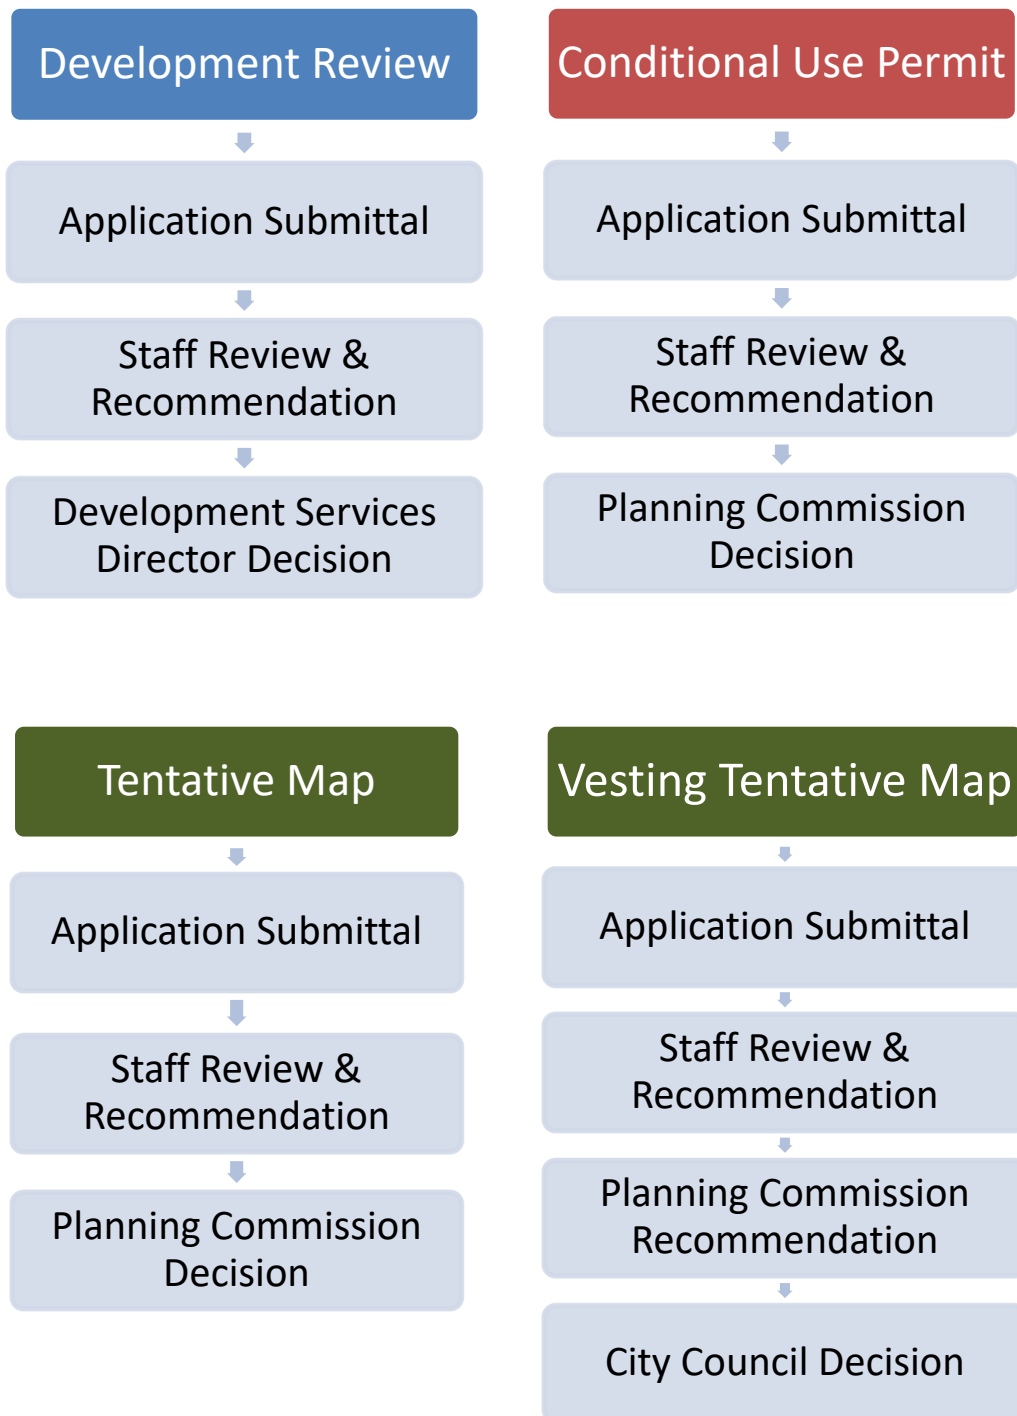 Development Review
Application Submittal
Staff Review &
Recommendation
Development Services
Director Decision
Conditional Use Permit
Application Submittal
Staff Review &
Recommendation
Planning Commission
Decision
Tentative Map
Application Submittal
Staff Review &
Recommendation
Planning Commission
Decision
Vesting Tentative Map
Application Submittal
Staff Review &
Recommendation
Planning Commission
Recommendation
City Council Decision